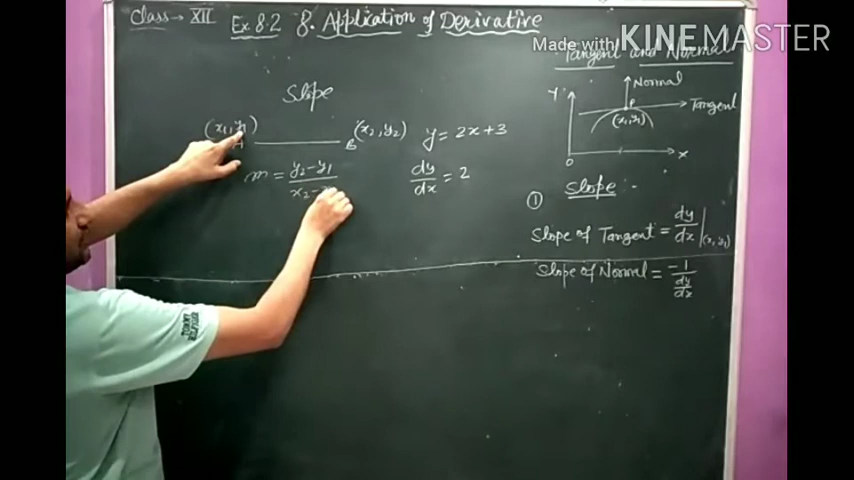 Class → XII
Ex. 8.2 8. Application of Derivative
Made with KINEMASTER
Tangent and Normal
Slope
(x₁, y₁) (x₂, y₂)
B
m = y₂-y₁ / x₂-
y = 2x+3
dy/dx = 2
Y
Normal
P
Tangent
(x₁, y₁)
O X
① Slope :-
Slope of Tangent = dy/dx |(x₁, y₁)
Slope of Normal = -1 / dy/dx